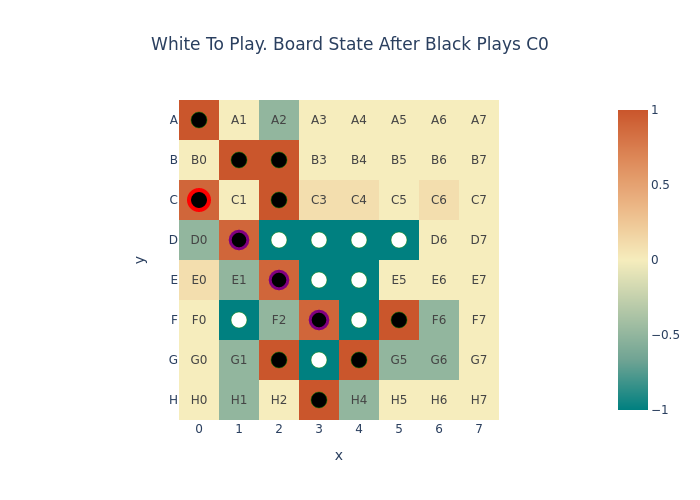 White To Play. Board State After Black Plays C0
A A1 A2 A3 A4 A5 A6 A7 1
B B0 B3 B4 B5 B6 B7
C C1 C3 C4 C5 C6 C7 0.5
D D0 D6 D7
y 0
E E0 E1 E5 E6 E7
F F0 F2 F6 F7 −0.5
G G0 G1 G5 G6 G7
H H0 H1 H2 H4 H5 H6 H7 −1
0 1 2 3 4 5 6 7
x